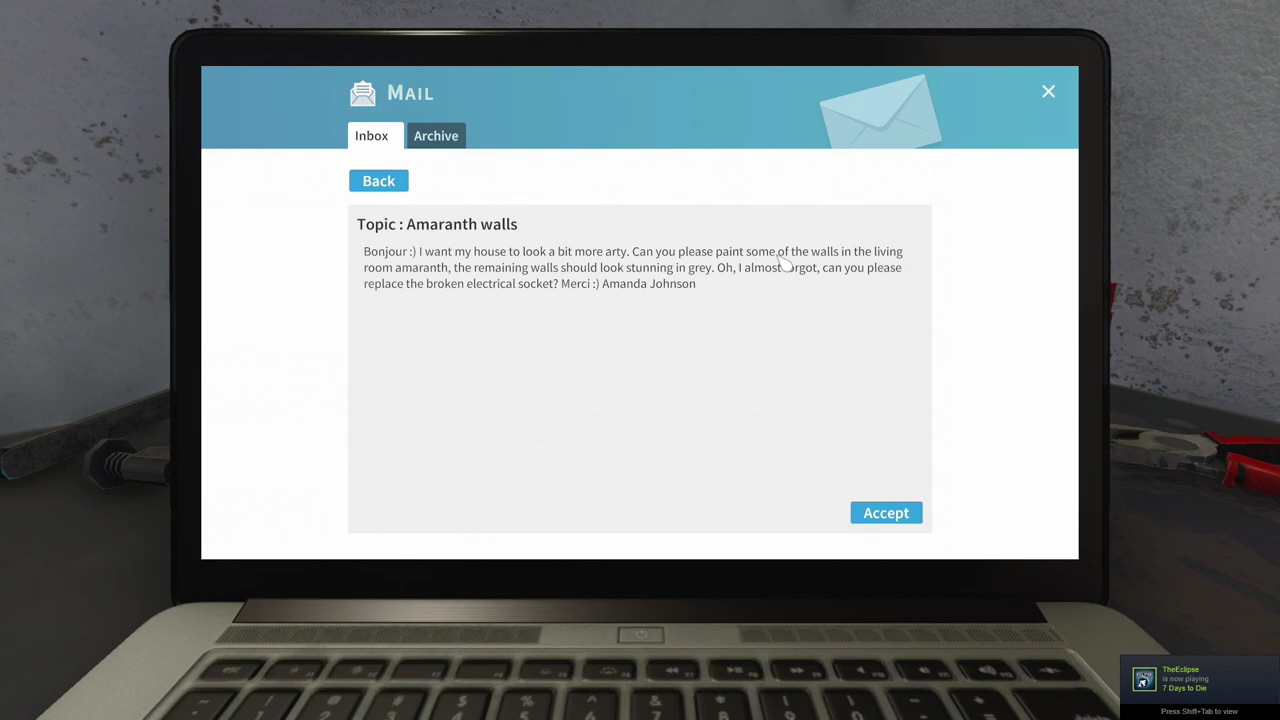 MAIL
Inbox
Archive
Back
Topic : Amaranth walls
Bonjour :) I want my house to look a bit more arty. Can you please paint some of the walls in the living
room amaranth, the remaining walls should look stunning in grey. Oh, I almost forgot, can you please
replace the broken electrical socket? Merci :) Amanda Johnson
Accept
TheEclipse
is now playing
7 Days to Die
Press Shift+Tab to view